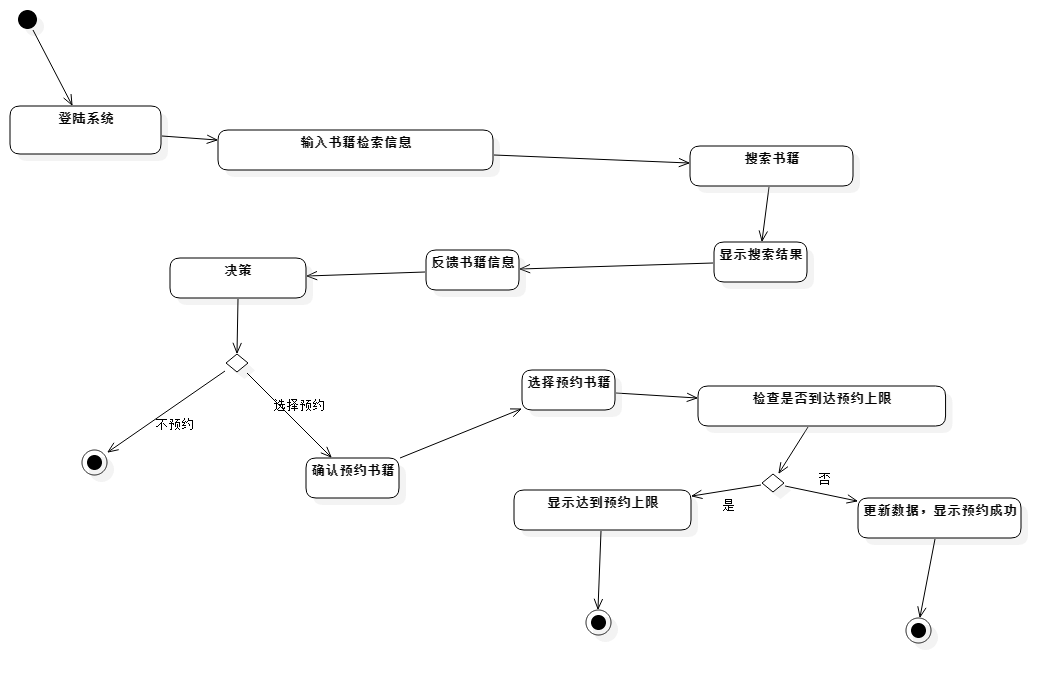 登陆系统
输入书籍检索信息
搜索书籍
显示搜索结果
反馈书籍信息
决策
不预约
选择预约
确认预约书籍
选择预约书籍
检查是否到达预约上限
是
否
显示达到预约上限
更新数据，显示预约成功